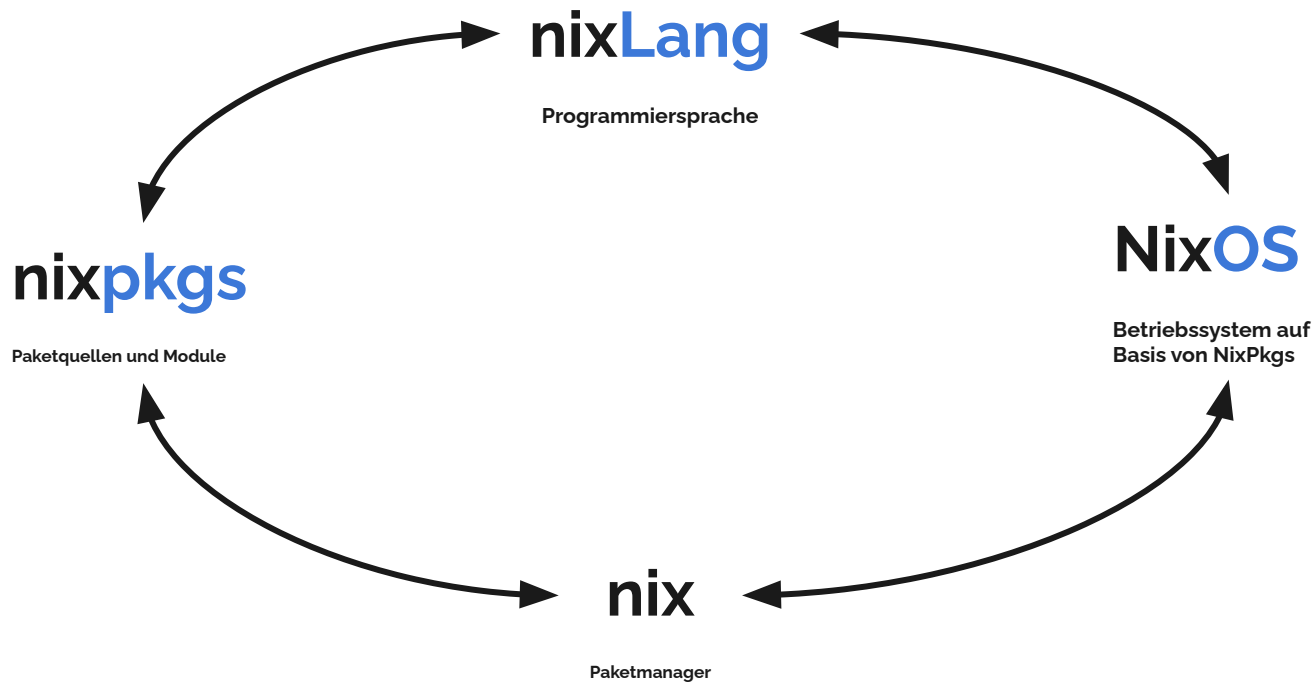 nixLang
Programmiersprache
nixpkgs
Paketquellen und Module
NixOS
Betriebssystem auf
Basis von NixPkgs
nix
Paketmanager